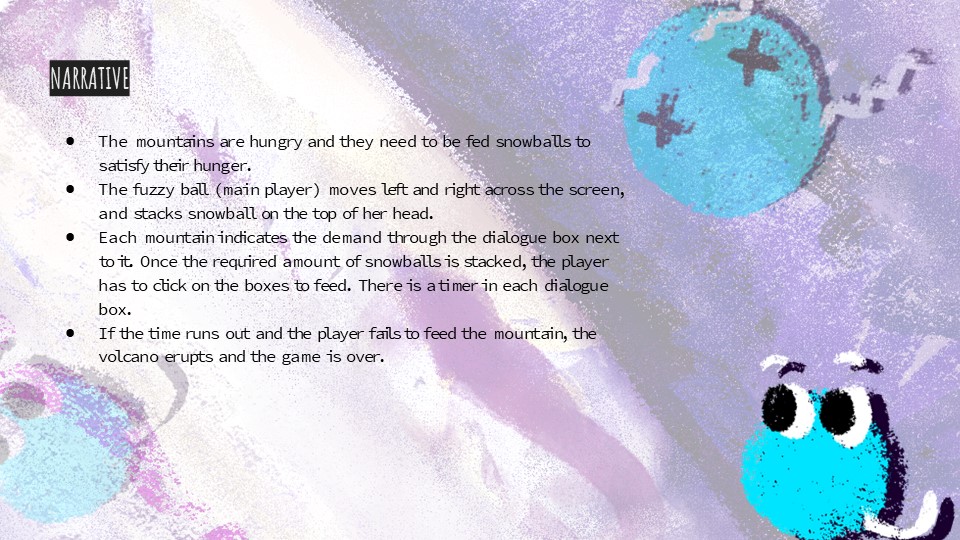 NARRATIVE
● The mountains are hungry and they need to be fed snowballs to
satisfy their hunger.
● The fuzzy ball (main player) moves left and right across the screen,
and stacks snowball on the top of her head.
● Each mountain indicates the demand through the dialogue box next
to it. Once the required amount of snowballs is stacked, the player
has to click on the boxes to feed. There is a timer in each dialogue
box.
● If the time runs out and the player fails to feed the mountain, the
volcano erupts and the game is over.